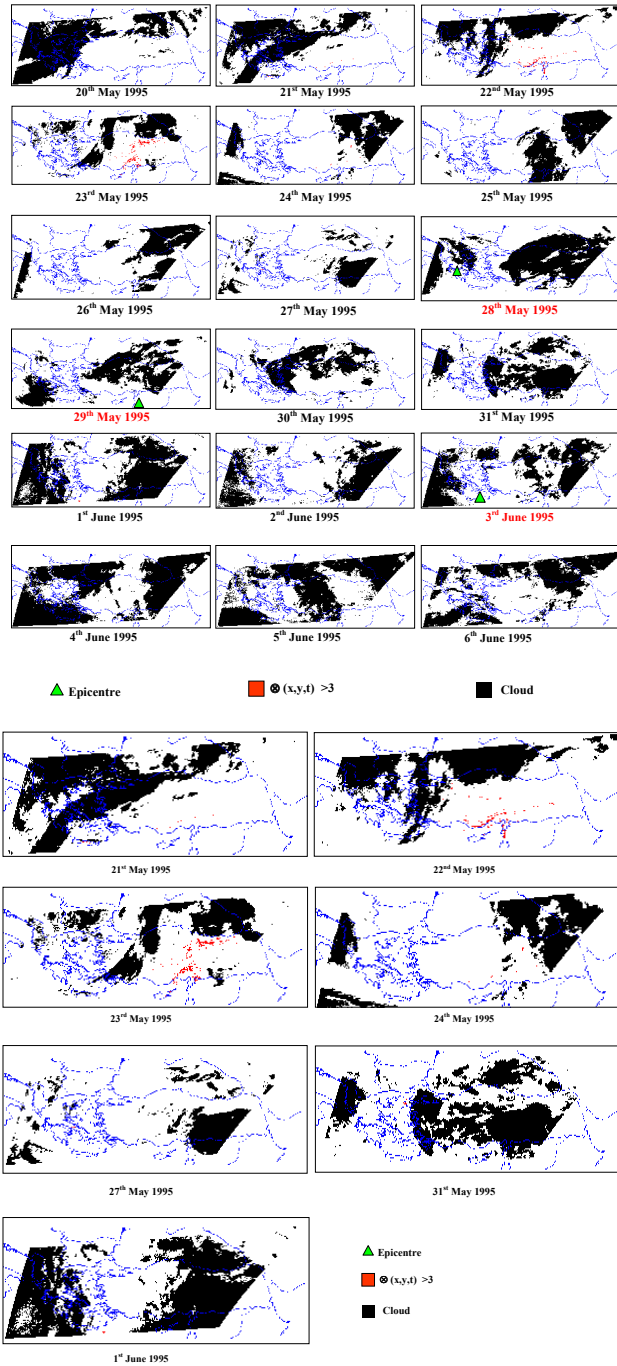 20th May 1995
21st May 1995
22nd May 1995
23rd May 1995
24th May 1995
25th May 1995
26th May 1995
27th May 1995
28th May 1995
29th May 1995
30th May 1995
31st May 1995
1st June 1995
2nd June 1995
3rd June 1995
4th June 1995
5th June 1995
6th June 1995
Epicentre
⊗(x,y,t) >3
Cloud
21st May 1995
22nd May 1995
23rd May 1995
24th May 1995
27th May 1995
31st May 1995
Epicentre
⊗(x,y,t) >3
Cloud
1st June 1995